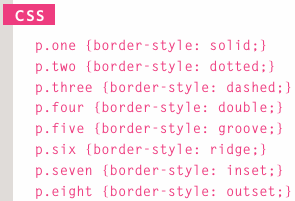 CSS
p.one {border-style: solid;}
p.two {border-style: dotted;}
p.three {border-style: dashed;}
p.four {border-style: double;}
p.five {border-style: groove;}
p.six {border-style: ridge;}
p.seven {border-style: inset;}
p.eight {border-style: outset;}